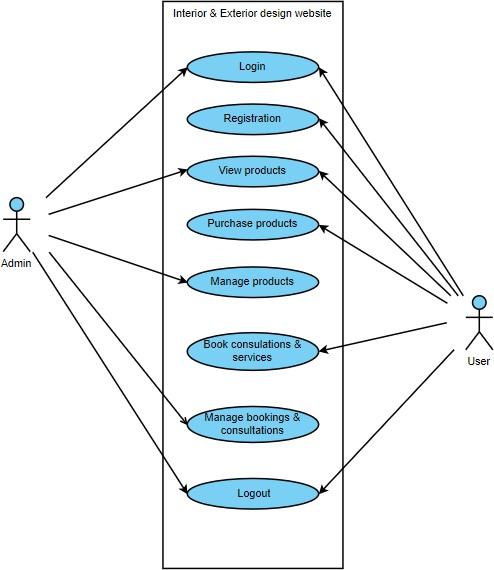 Interior & Exterior design website
Login
Registration
View products
Purchase products
Admin
Manage products
Book consulations &
services
User
Manage bookings &
consultations
Logout